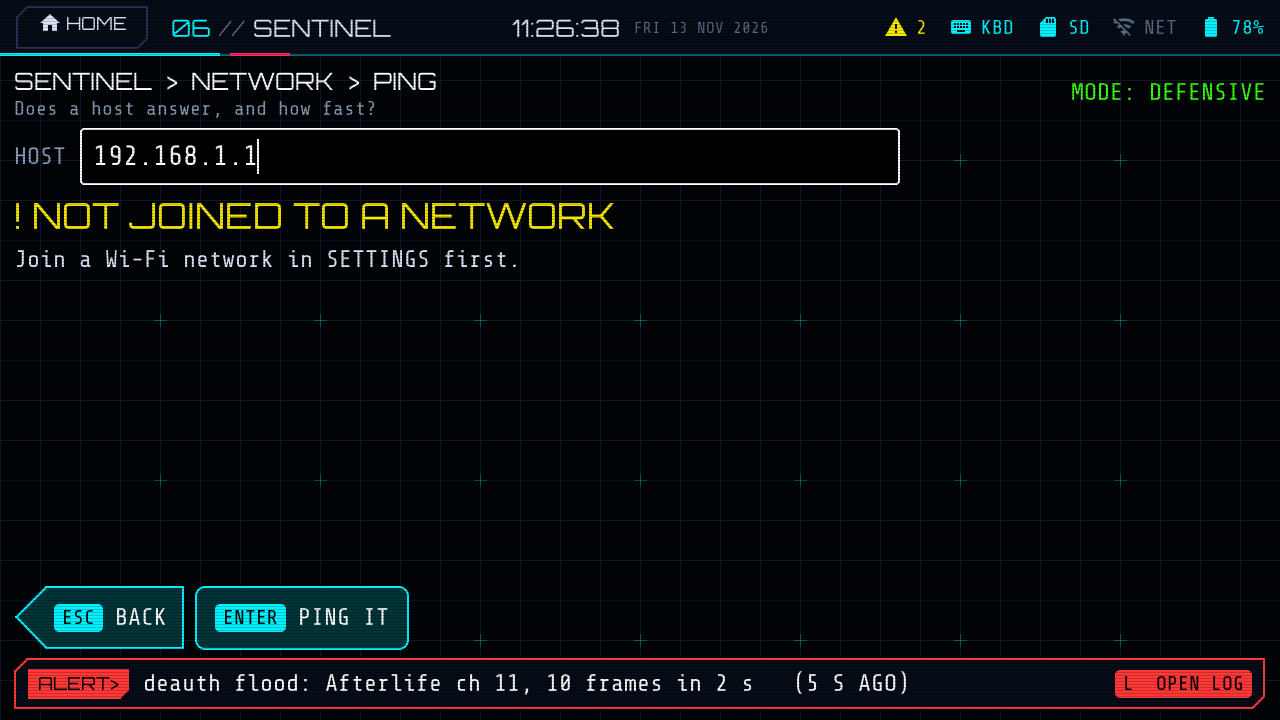 HOME 06 // SENTINEL 11:26:38 FRI 13 NOV 2026 2 KBD SD NET 78%
SENTINEL > NETWORK > PING
MODE: DEFENSIVE
Does a host answer, and how fast?
HOST 192.168.1.1
! NOT JOINED TO A NETWORK
Join a Wi-Fi network in SETTINGS first.
ESC BACK ENTER PING IT
ALERT> deauth flood: Afterlife ch 11, 10 frames in 2 s (5 S AGO) L OPEN LOG